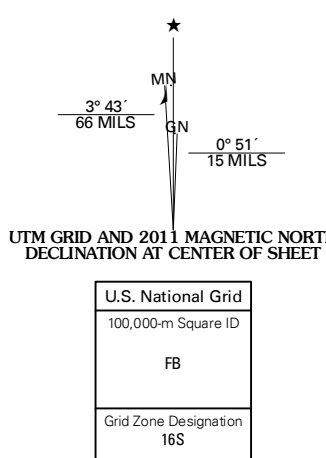 ★
MN
3° 43´
66 MILS
GN
0° 51´
15 MILS
UTM GRID AND 2011 MAGNETIC NORT
DECLINATION AT CENTER OF SHEET
U.S. National Grid
100,000-m Square ID
FB
Grid Zone Designation
16S